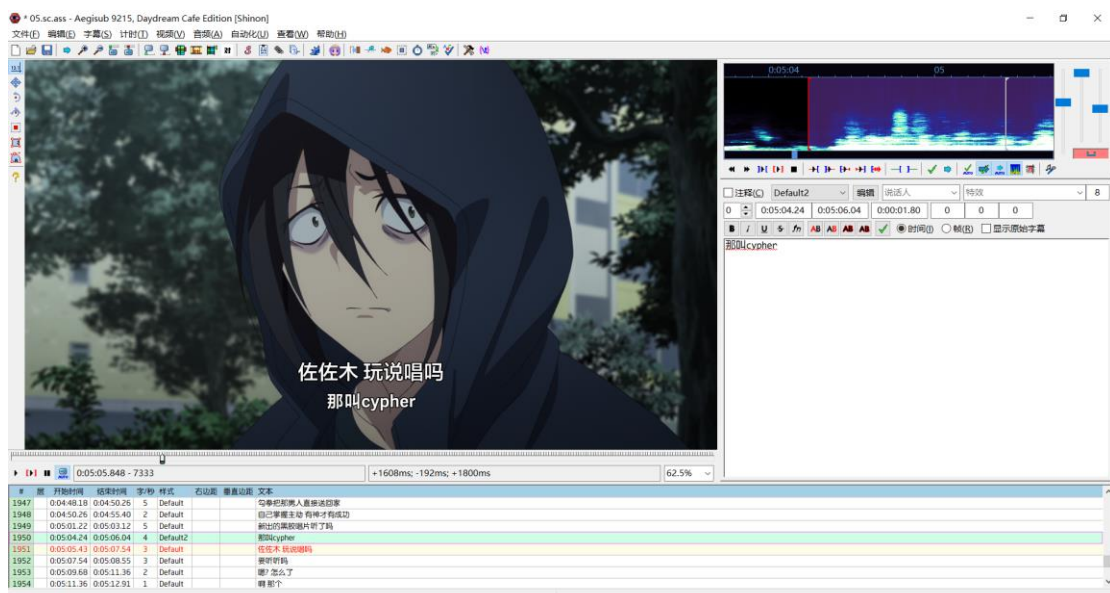 * 05.sc.ass - Aegisub 9215, Daydream Cafe Edition [Shinon]
文件(F) 编辑(E) 字幕(S) 计时(T) 视频(V) 音频(A) 自动化(U) 查看(W) 帮助(H)
0:05:04 05
佐佐木 玩说唱吗
那叫cypher
注释(C) Default2 编辑 说话人 特效 8
0 0:05:04.24 0:05:06.04 0:00:01.80 0 0 0
B I U S fn AB AB AB AB 时间(I) 帧(R) 显示原始字幕
那叫cypher
0:05:05.848 - 7333 +1608ms; -192ms; +1800ms 62.5%
# 层 开始时间 结束时间 字/秒 样式 右边距 垂直边距 文本
1947 0:04:48.18 0:04:50.26 5 Default 勾拳把那男人直接送回家
1948 0:04:50.26 0:04:55.40 2 Default 自己掌握主动 有神才有成功
1949 0:05:01.22 0:05:03.12 5 Default 新出的黑胶唱片听了吗
1950 0:05:04.24 0:05:06.04 4 Default2 那叫cypher
1951 0:05:05.43 0:05:07.54 3 Default 佐佐木 玩说唱吗
1952 0:05:07.54 0:05:08.55 3 Default 要听听吗
1953 0:05:09.68 0:05:11.36 2 Default 嗯? 怎么了
1954 0:05:11.36 0:05:12.91 1 Default 啊 那个